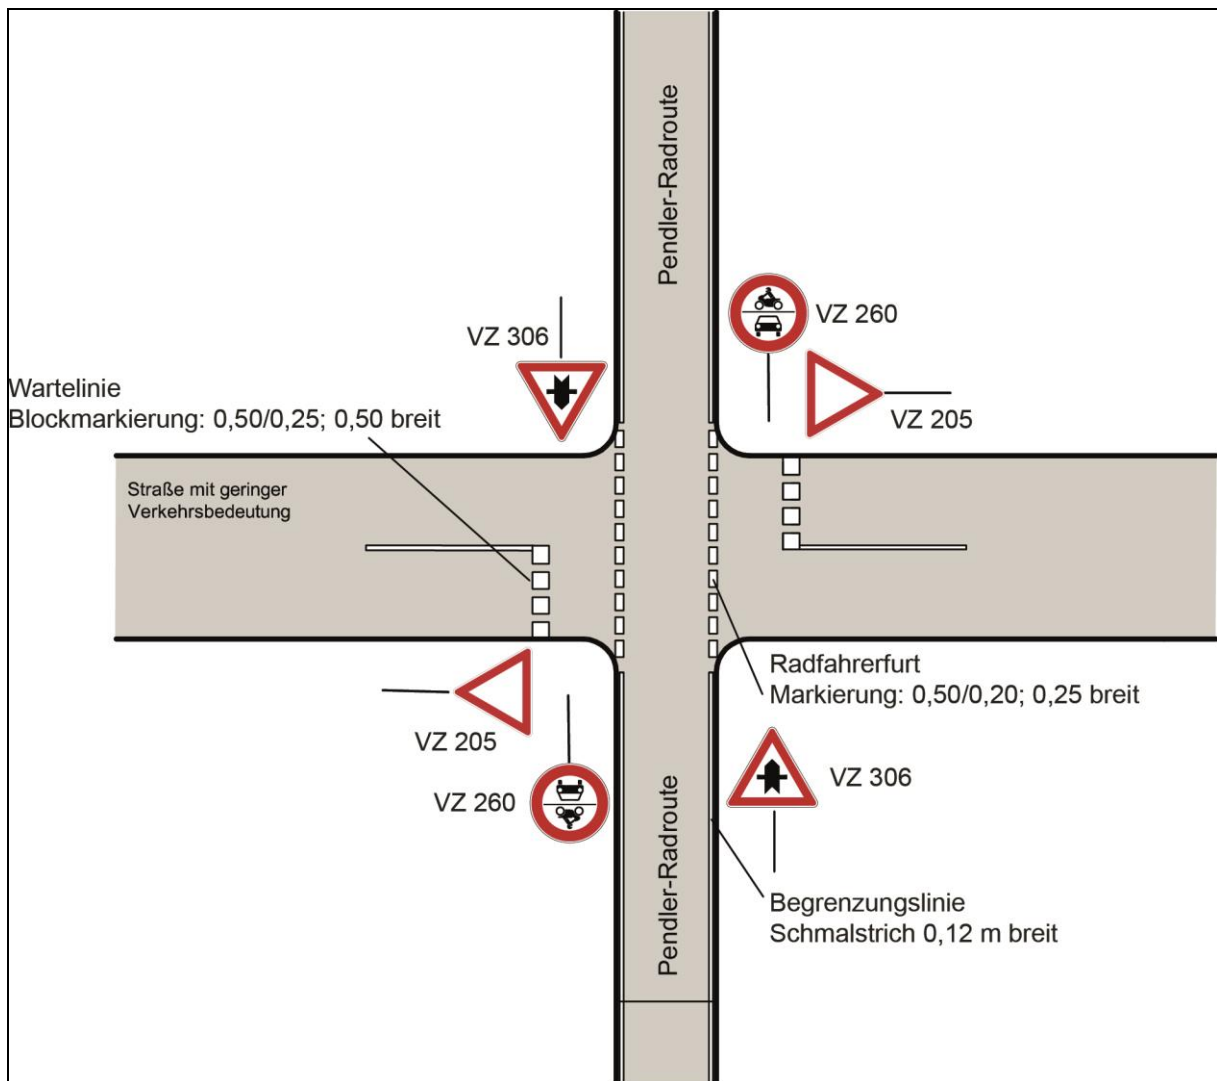 Pendler-Radroute
VZ 260
VZ 306
Wartelinie
Blockmarkierung: 0,50/0,25; 0,50 breit
VZ 205
Straße mit geringer
Verkehrsbedeutung
Radfahrerfurt
Markierung: 0,50/0,20; 0,25 breit
VZ 205
VZ 306
VZ 260
Pendler-Radroute
Begrenzungslinie
Schmalstrich 0,12 m breit